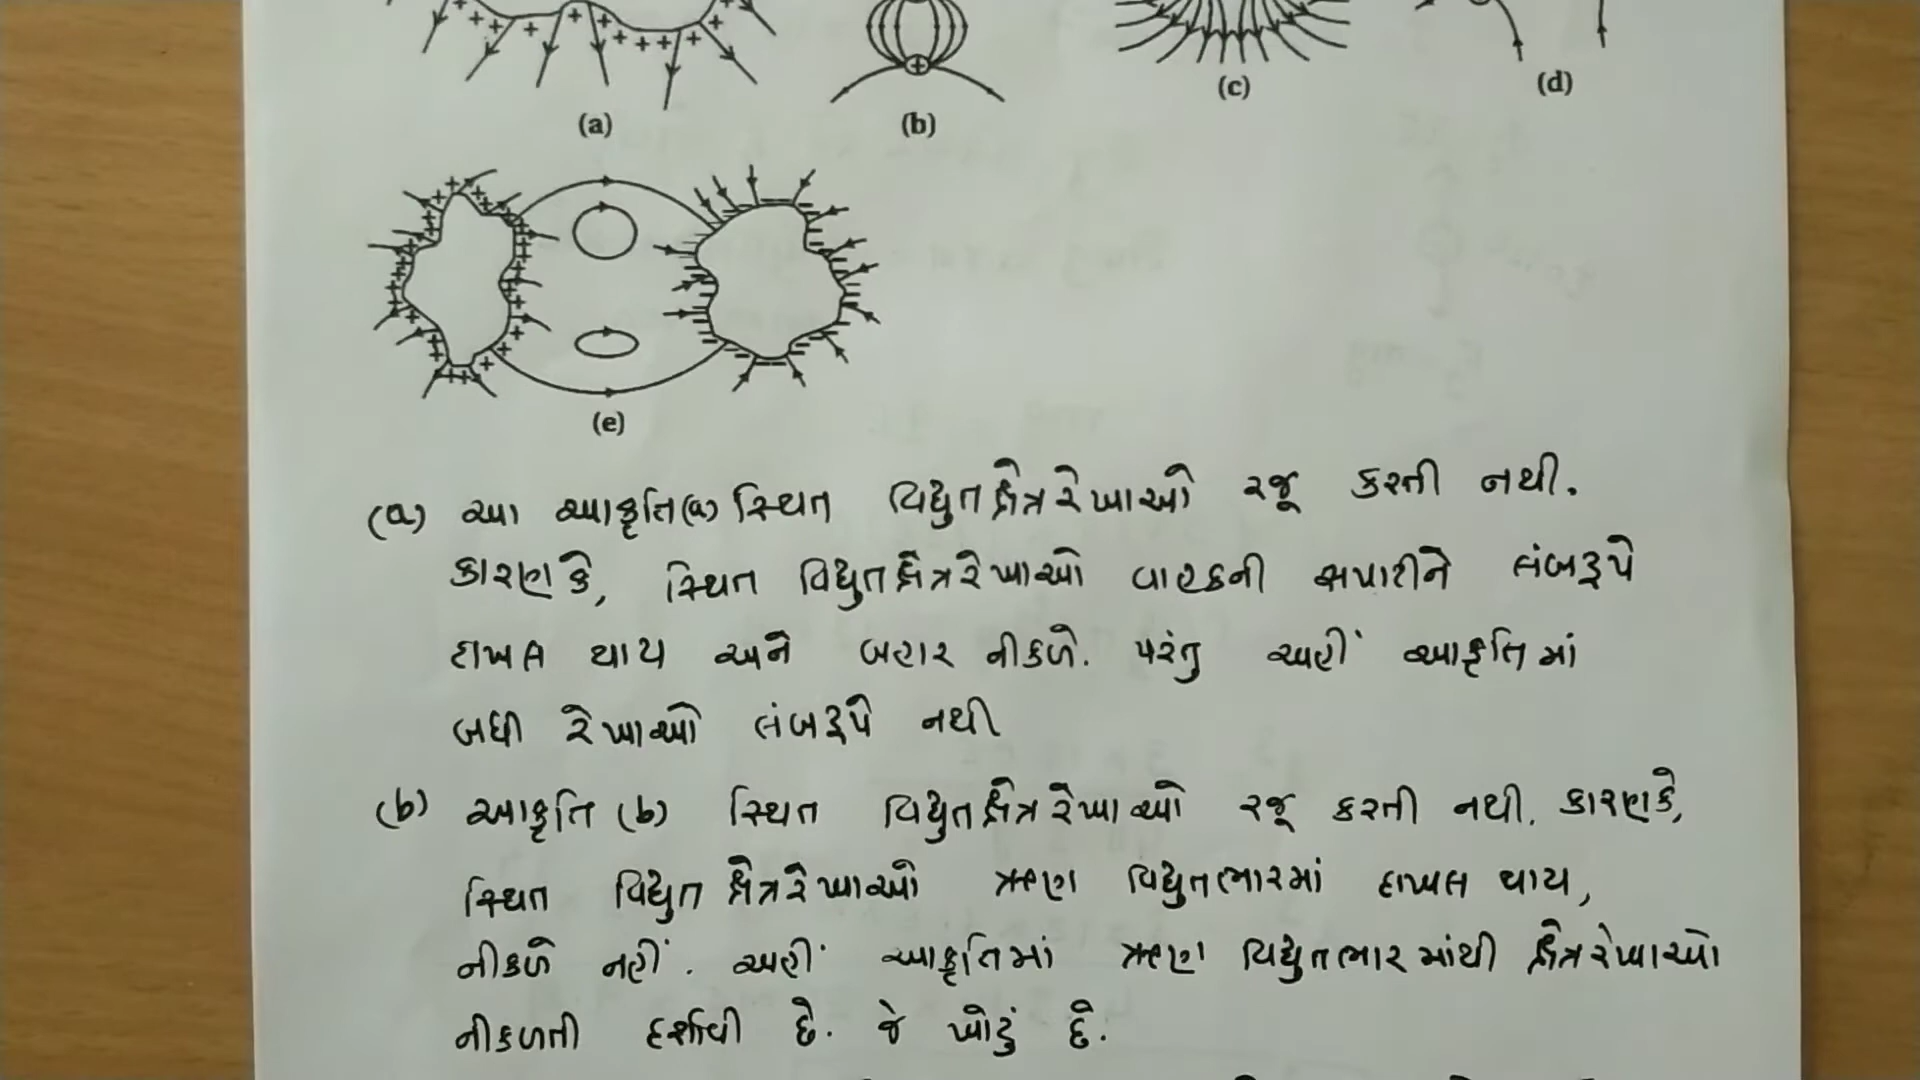 (a)
(b)
(c)
(d)
(e)
(a) આ આકૃતિ(a) સ્થિત વિદ્યુતક્ષેત્રરેખાઓ રજૂ કરતી નથી.
કારણકે, સ્થિત વિદ્યુતક્ષેત્રરેખાઓ વાહકની સપાટીને લંબરૂપે
દાખલ થાય અને બહાર નીકળે. પરંતુ અહીં આકૃતિમાં
બધી રેખાઓ લંબરૂપે નથી
(b) આકૃતિ (b) સ્થિત વિદ્યુતક્ષેત્રરેખાઓ રજૂ કરતી નથી. કારણકે,
સ્થિત વિદ્યુત ક્ષેત્રરેખાઓ ઋણ વિદ્યુતભારમાં દાખલ થાય,
નીકળે નહીં. અહીં આકૃતિમાં ઋણ વિદ્યુતભારમાંથી ક્ષેત્રરેખાઓ
નીકળતી દર્શાવી છે. જે ખોટું છે.